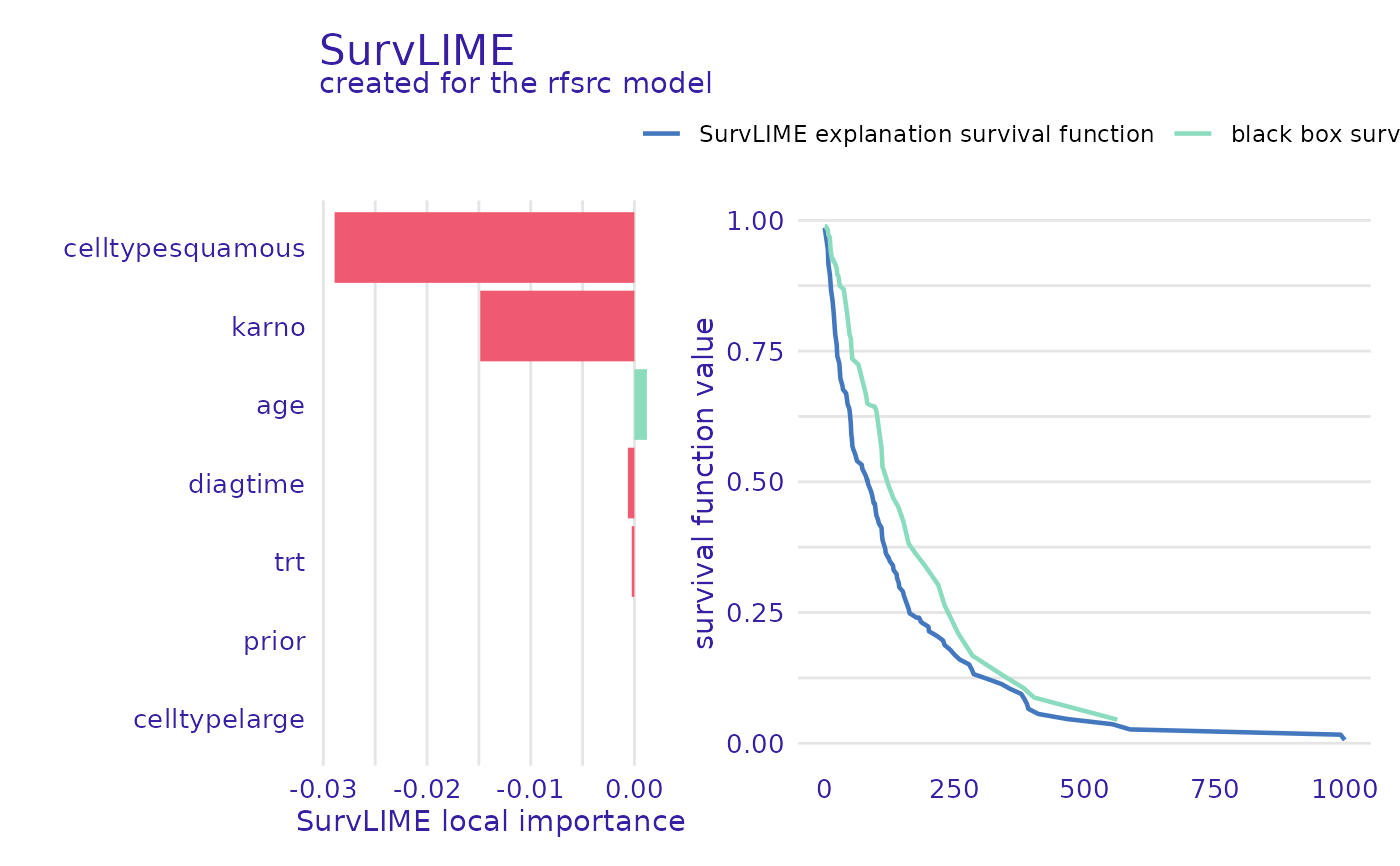 SurvLIME
created for the rfsrc model
SurvLIME explanation survival function
black box surv
celltypesquamous
karno
age
diagtime
trt
prior
celltypelarge
-0.03 -0.02 -0.01 0.00
SurvLIME local importance
survival function value
1.00
0.75
0.50
0.25
0.00
0 250 500 750 1000